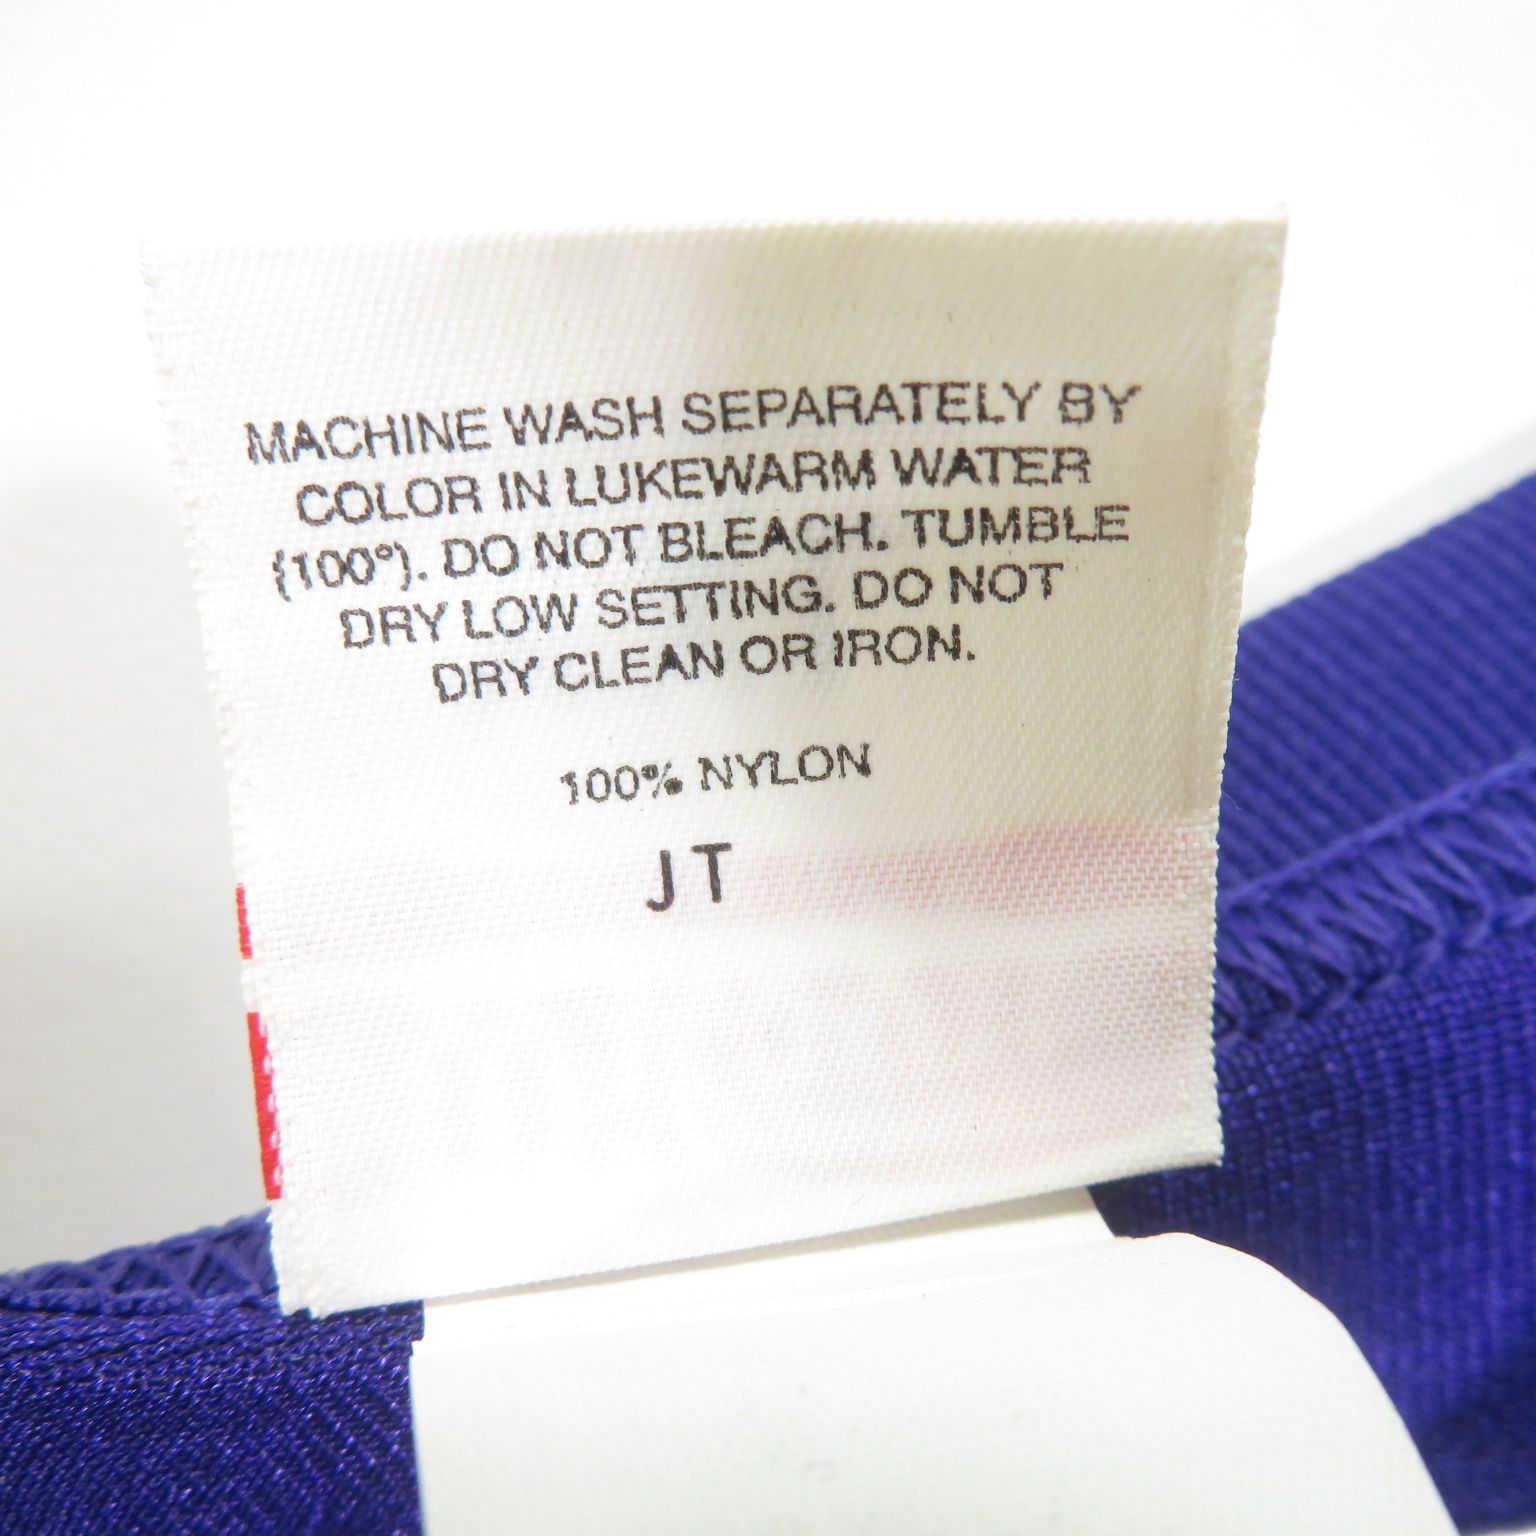 MACHINE WASH SEPARATELY BY
COLOR IN LUKEWARM WATER
(100°). DO NOT BLEACH. TUMBLE
DRY LOW SETTING. DO NOT
DRY CLEAN OR IRON.
100% NYLON
JT